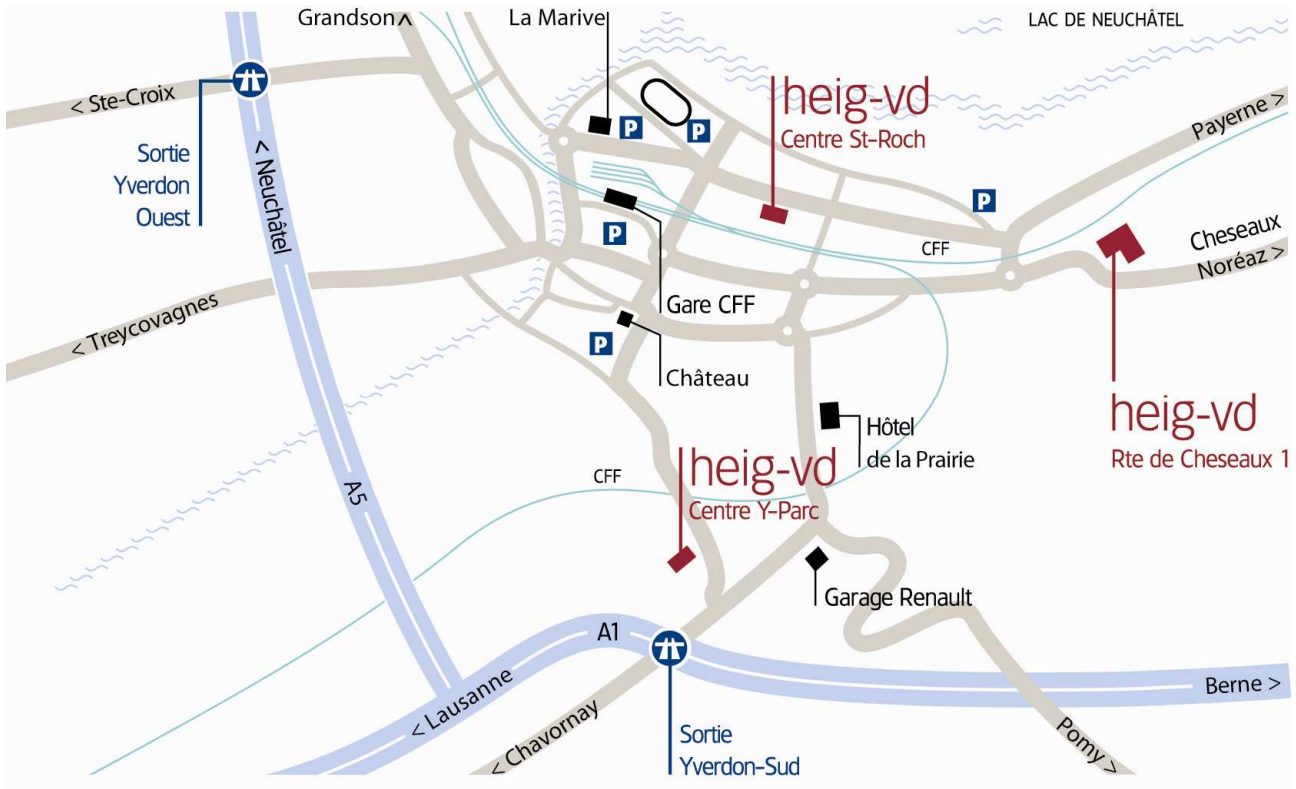 Grandson >
La Marive
LAC DE NEUCHÂTEL
< Ste-Croix
heig-vd
Centre St-Roch
Payerne >
P
P
Sortie
Yverdon
Ouest
< Neuchâtel
P
P
CFF
Cheseaux
Noréaz >
< Treycovagnes
Gare CFF
P
Château
heig-vd
Rte de Cheseaux 1
Hôtel
de la Prairie
heig-vd
Centre Y-Parc
CFF
A5
Garage Renault
A1
< Lausanne
Berne >
< Chavornay
Pomy >
Sortie
Yverdon-Sud